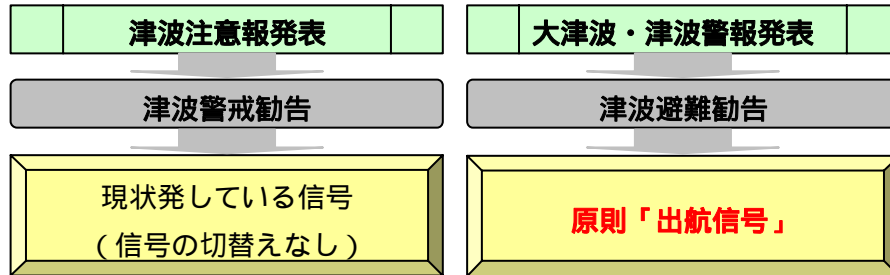 津波注意報発表
大津波・津波警報発表
津波警戒勧告
津波避難勧告
現状発している信号
(信号の切替えなし)
原則「出航信号」